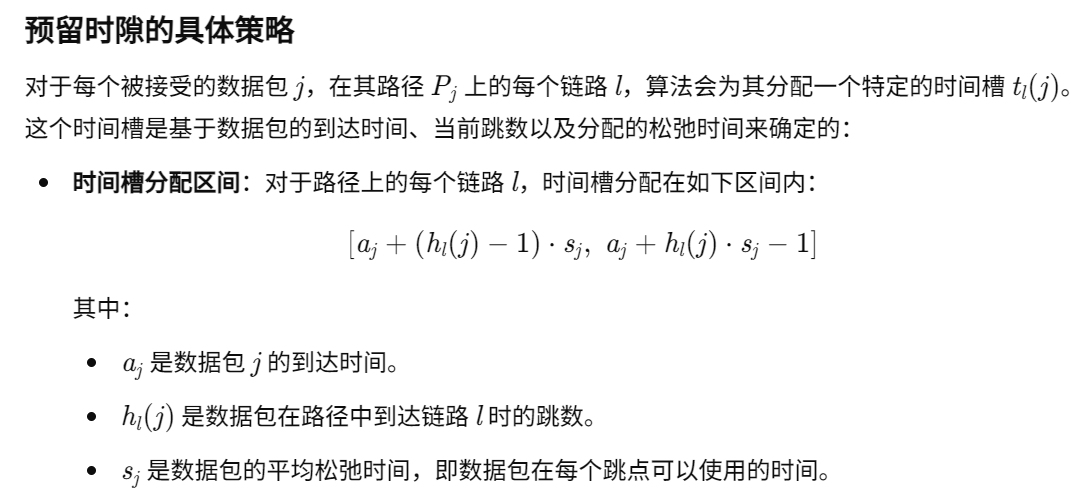 预留时隙的具体策略
对于每个被接受的数据包 j，在其路径 P_j 上的每个链路 l，算法会为其分配一个特定的时间槽 t_l(j)。
这个时间槽是基于数据包的到达时间、当前跳数以及分配的松弛时间来确定的：
• 时间槽分配区间：对于路径上的每个链路 l，时间槽分配在如下区间内：
[a_j + (h_l(j) − 1) · s_j, a_j + h_l(j) · s_j − 1]
其中：
• a_j 是数据包 j 的到达时间。
• h_l(j) 是数据包在路径中到达链路 l 时的跳数。
• s_j 是数据包的平均松弛时间，即数据包在每个跳点可以使用的时间。